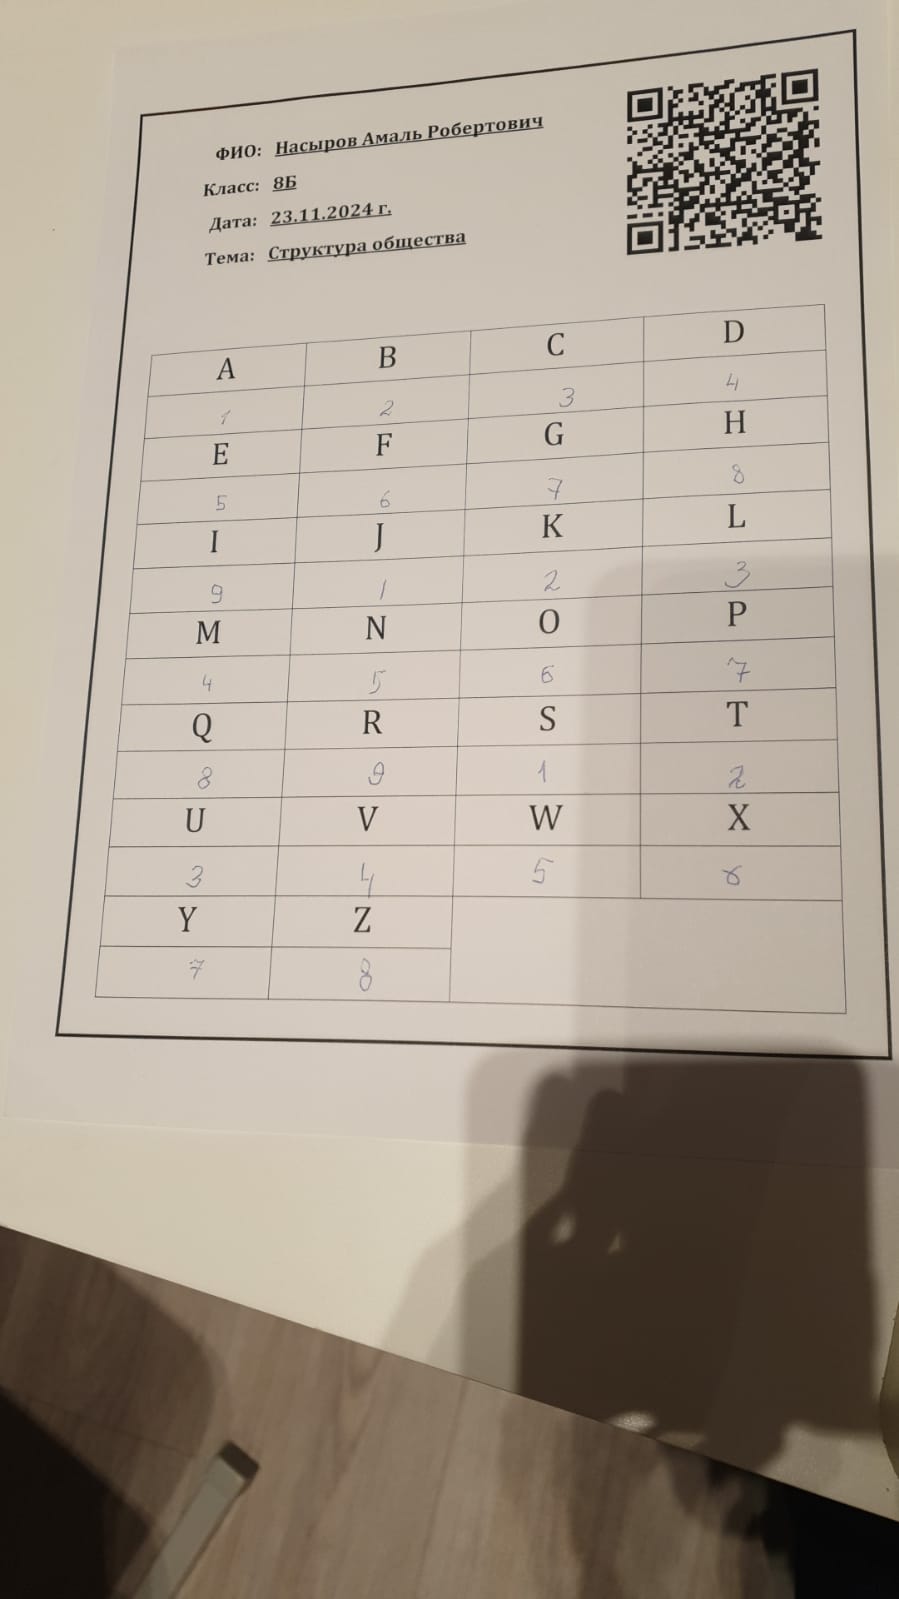 ФИО: Насыров Амаль Робертович
Класс: 8Б
Дата: 23.11.2024 г.
Тема: Структура общества
A B C D
1 2 3 4
E F G H
5 6 7 8
I J K L
9 1 2 3
M N O P
4 5 6 7
Q R S T
8 9 1 2
U V W X
3 4 5 6
Y Z
7 8